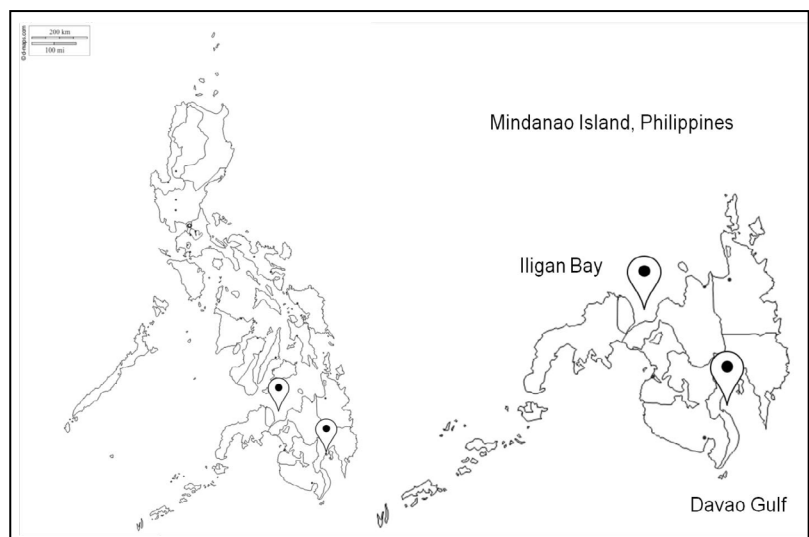 © d-maps.com
200 km
100 mi
Mindanao Island, Philippines
Iligan Bay
Davao Gulf